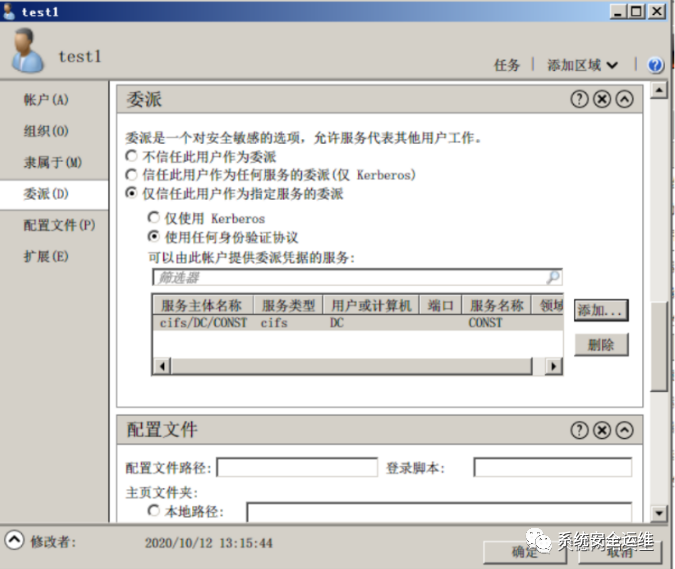 test1
test1
任务 添加区域
帐户(A)
组织(O)
隶属于(M)
委派(D)
配置文件(P)
扩展(E)
委派
委派是一个对安全敏感的选项，允许服务代表其他用户工作。
不信任此用户作为委派
信任此用户作为任何服务的委派(仅 Kerberos)
仅信任此用户作为指定服务的委派
仅使用 Kerberos
使用任何身份验证协议
可以由此帐户提供委派凭据的服务:
筛选器
服务主体名称 服务类型 用户或计算机 端口 服务名称 领域
cifs/DC/CONST cifs DC CONST
添加...
删除
配置文件
配置文件路径: 登录脚本:
主页文件夹:
本地路径:
修改者: 2020/10/12 13:15:44
确定 取消
系统安全运维